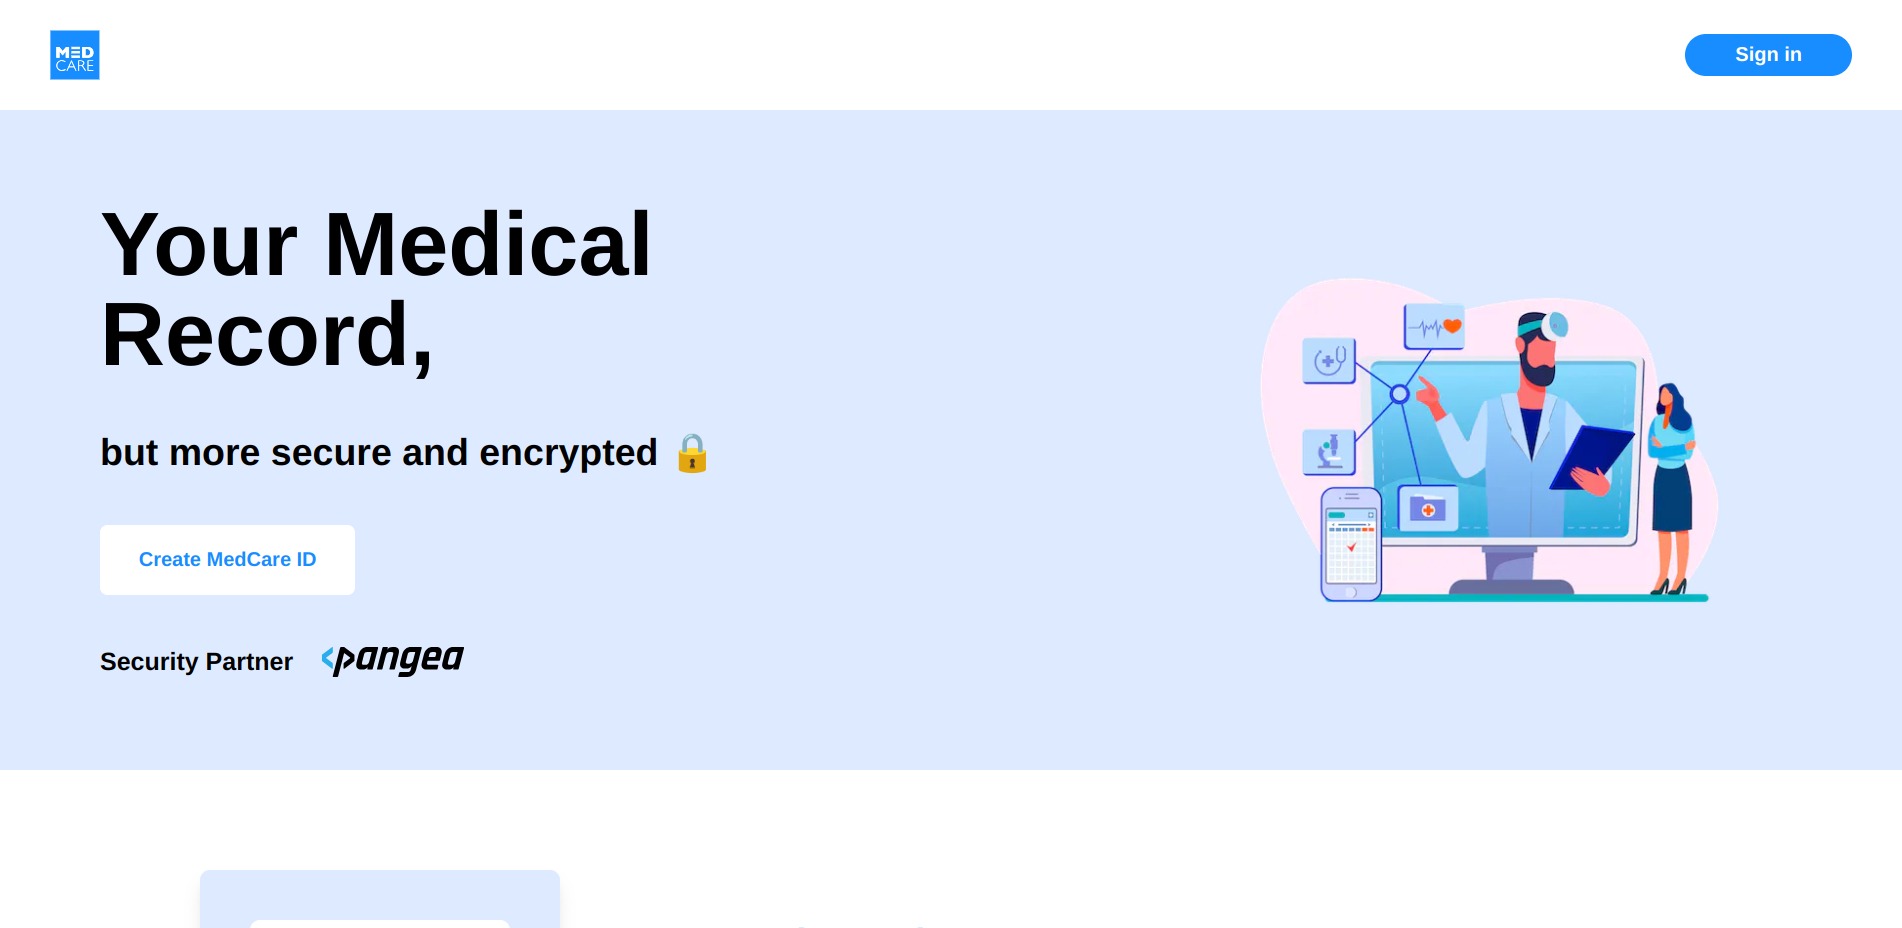 MED
CARE
Sign in
Your Medical
Record,
but more secure and encrypted 🔒
Create MedCare ID
Security Partner
pangea